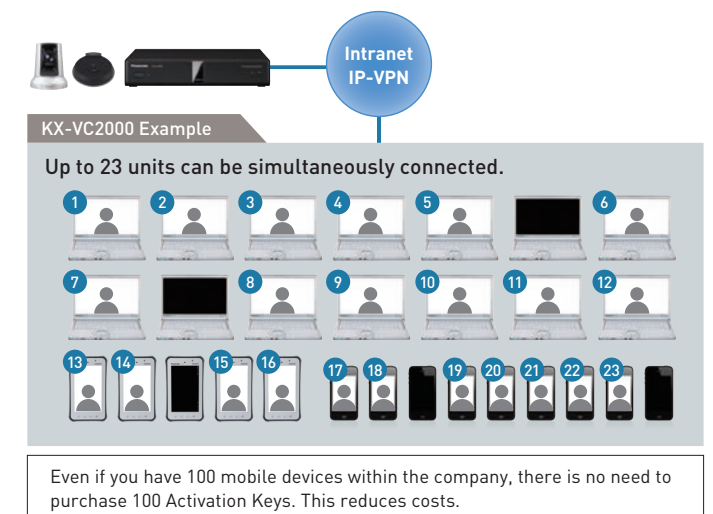 Intranet
IP-VPN
KX-VC2000 Example
Up to 23 units can be simultaneously connected.
1 2 3 4 5 6
7 8 9 10 11 12
13 14 15 16 17 18 19 20 21 22 23
Even if you have 100 mobile devices within the company, there is no need to
purchase 100 Activation Keys. This reduces costs.